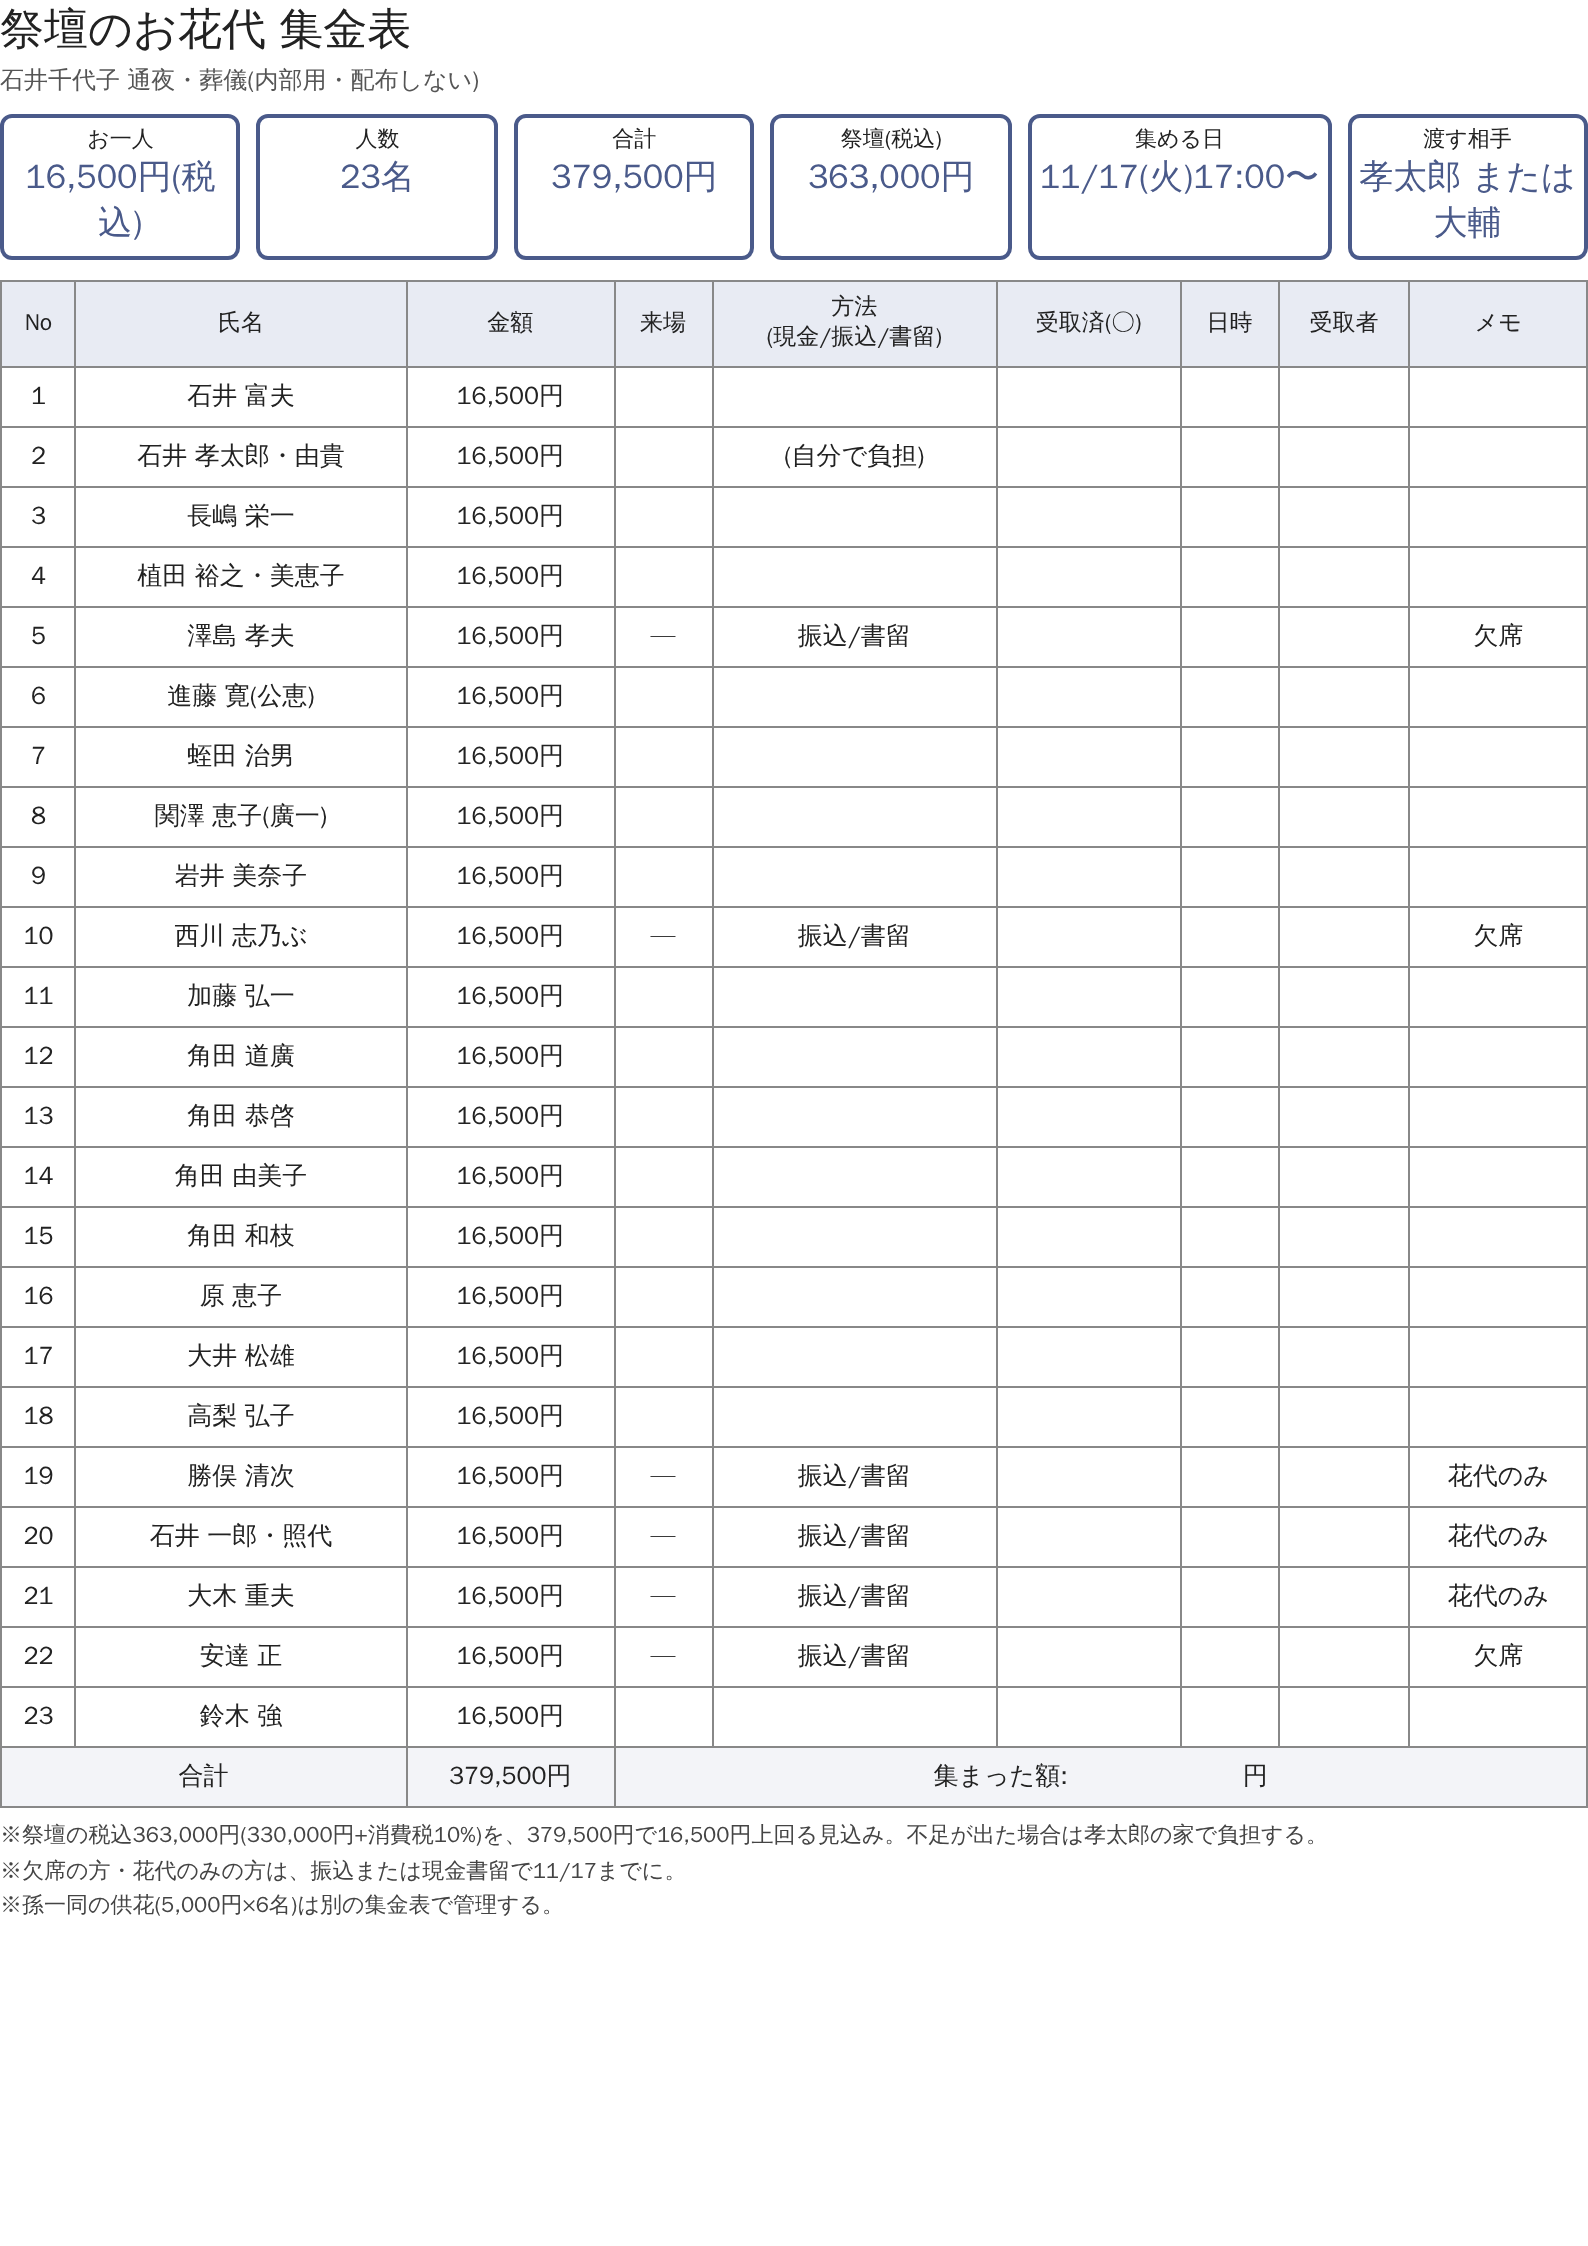 祭壇のお花代 集金表
石井千代子 通夜・葬儀(内部用・配布しない)
お一人
16,500円(税
込)
人数
23名
合計
379,500円
祭壇(税込)
363,000円
集める日
11/17(火)17:00〜
渡す相手
孝太郎 または
大輔
No 氏名 金額 来場 方法 受取済(〇) 日時 受取者 メモ
(現金/振込/書留)
1 石井 富夫 16,500円
2 石井 孝太郎・由貴 16,500円 (自分で負担)
3 長嶋 栄一 16,500円
4 植田 裕之・美恵子 16,500円
5 澤島 孝夫 16,500円 — 振込/書留 欠席
6 進藤 寛(公恵) 16,500円
7 蛭田 治男 16,500円
8 関澤 恵子(廣一) 16,500円
9 岩井 美奈子 16,500円
10 西川 志乃ぶ 16,500円 — 振込/書留 欠席
11 加藤 弘一 16,500円
12 角田 道廣 16,500円
13 角田 恭啓 16,500円
14 角田 由美子 16,500円
15 角田 和枝 16,500円
16 原 恵子 16,500円
17 大井 松雄 16,500円
18 高梨 弘子 16,500円
19 勝俣 清次 16,500円 — 振込/書留 花代のみ
20 石井 一郎・照代 16,500円 — 振込/書留 花代のみ
21 大木 重夫 16,500円 — 振込/書留 花代のみ
22 安達 正 16,500円 — 振込/書留 欠席
23 鈴木 強 16,500円
合計 379,500円 集まった額: 円
※祭壇の税込363,000円(330,000円+消費税10%)を、379,500円で16,500円上回る見込み。不足が出た場合は孝太郎の家で負担する。
※欠席の方・花代のみの方は、振込または現金書留で11/17までに。
※孫一同の供花(5,000円×6名)は別の集金表で管理する。